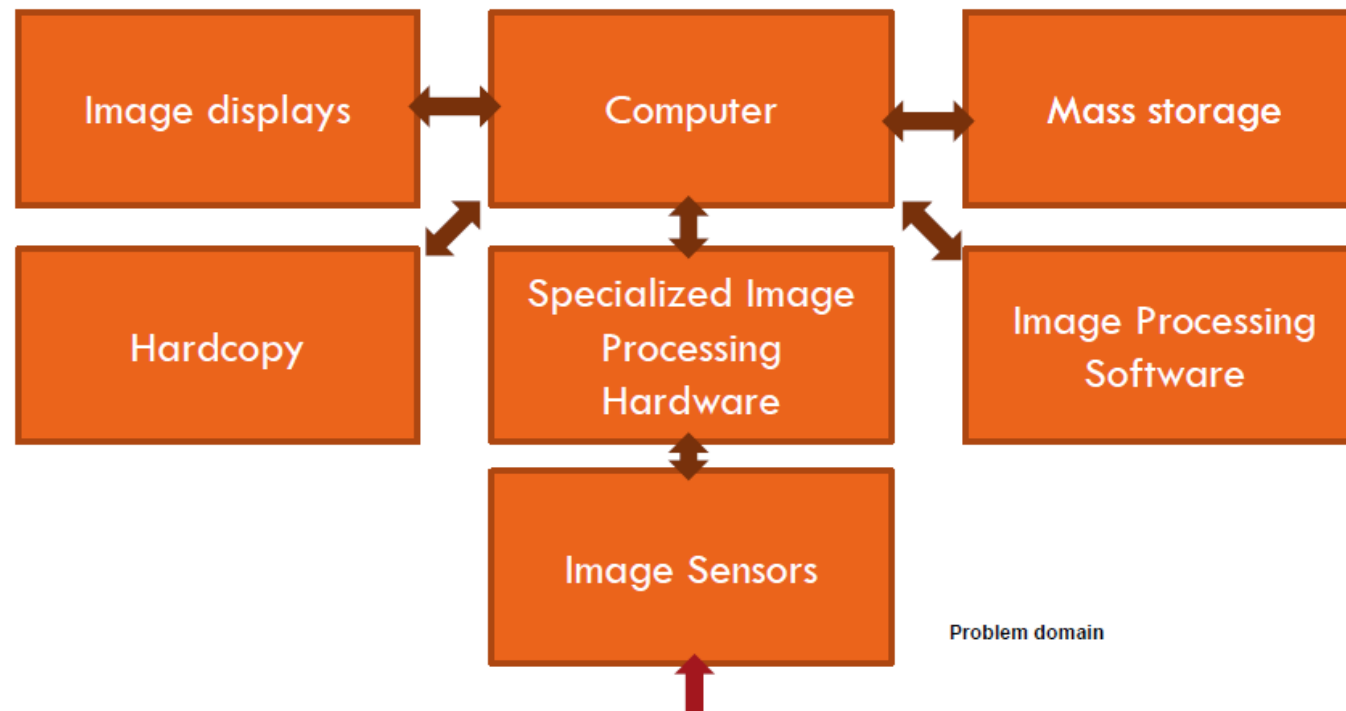 Image displays
Computer
Mass storage
Hardcopy
Specialized Image
Processing
Hardware
Image Processing
Software
Image Sensors
Problem domain